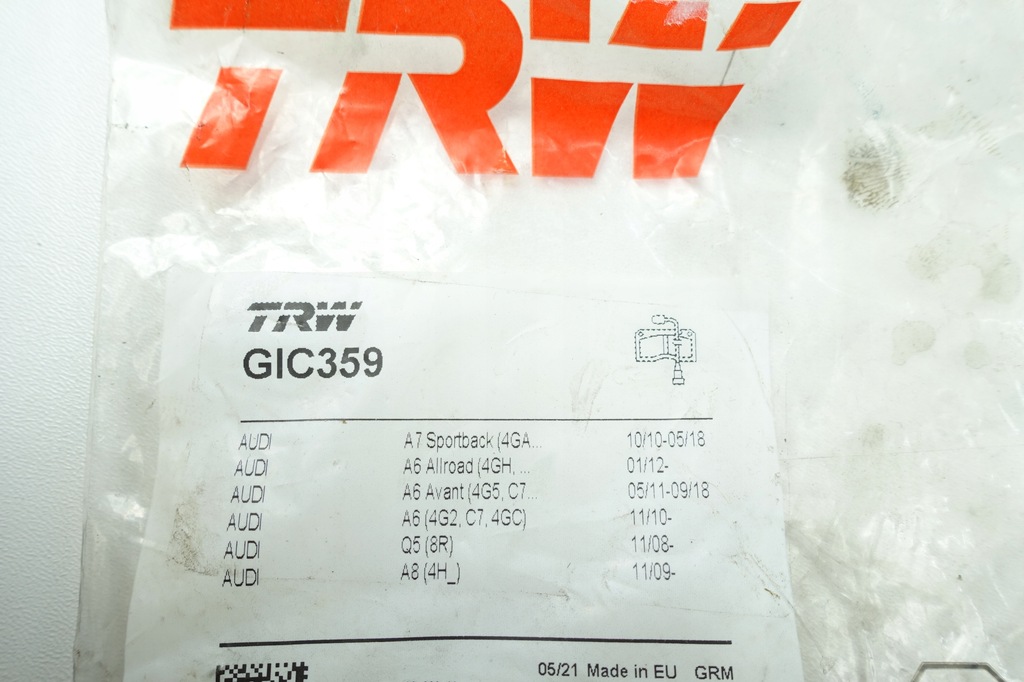 TRW
TRW
GIC359
AUDI A7 Sportback (4GA... 10/10-05/18
AUDI A6 Allroad (4GH, ... 01/12-
AUDI A6 Avant (4G5, C7... 05/11-09/18
AUDI A6 (4G2, C7, 4GC) 11/10-
AUDI Q5 (8R) 11/08-
AUDI A8 (4H_) 11/09-
05/21 Made in EU GRM